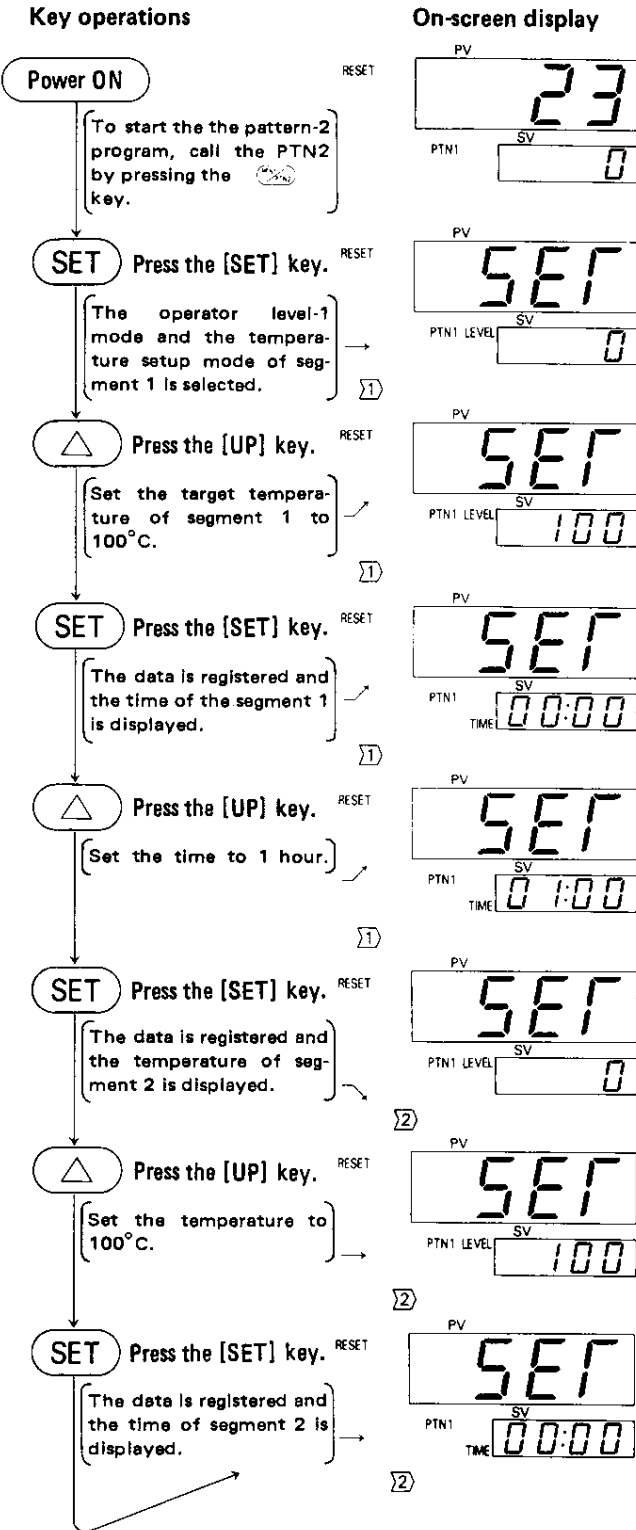 Key operations
On-screen display
Power ON
RESET
PV
23
SV
PTN1
0
To start the the pattern-2
program, call the PTN2
by pressing the
key.
SET
Press the [SET] key.
RESET
PV
SET
SV
PTN1 LEVEL
0
The operator level-1
mode and the tempera-
ture setup mode of seg-
ment 1 is selected.
1
△
Press the [UP] key.
RESET
PV
SET
SV
PTN1 LEVEL
100
Set the target tempera-
ture of segment 1 to
100°C.
1
SET
Press the [SET] key.
RESET
PV
SET
SV
PTN1
TIME
00:00
The data is registered and
the time of the segment 1
is displayed.
1
△
Press the [UP] key.
RESET
PV
SET
SV
PTN1
TIME
01:00
Set the time to 1 hour.
1
SET
Press the [SET] key.
RESET
PV
SET
SV
PTN1 LEVEL
0
The data is registered and
the temperature of seg-
ment 2 is displayed.
2
△
Press the [UP] key.
RESET
PV
SET
SV
PTN1 LEVEL
100
Set the temperature to
100°C.
2
SET
Press the [SET] key.
RESET
PV
SET
SV
PTN1
TIME
00:00
The data is registered and
the time of segment 2 is
displayed.
2